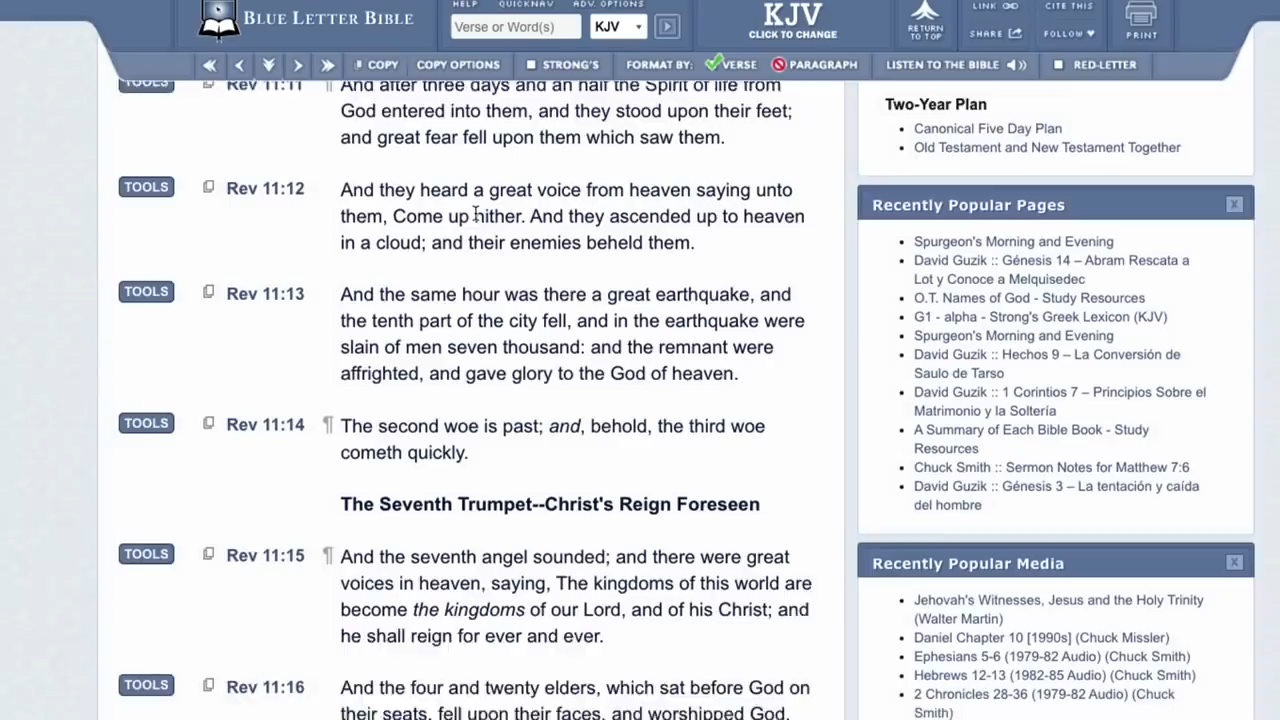 HELP QUICKNAV ADV. OPTIONS
BLUE LETTER BIBLE
Verse or Word(s)
KJV
KJV
CLICK TO CHANGE
RETURN
TO TOP
LINK
CITE THIS
SHARE
FOLLOW
PRINT
COPY
COPY OPTIONS
STRONG'S
FORMAT BY:
VERSE
PARAGRAPH
LISTEN TO THE BIBLE
RED-LETTER
TOOLS Rev 11:11 ¶ And after three days and an half the Spirit of life from
God entered into them, and they stood upon their feet;
and great fear fell upon them which saw them.
TOOLS Rev 11:12 And they heard a great voice from heaven saying unto
them, Come up hither. And they ascended up to heaven
in a cloud; and their enemies beheld them.
TOOLS Rev 11:13 And the same hour was there a great earthquake, and
the tenth part of the city fell, and in the earthquake were
slain of men seven thousand: and the remnant were
affrighted, and gave glory to the God of heaven.
TOOLS Rev 11:14 ¶ The second woe is past; and, behold, the third woe
cometh quickly.
The Seventh Trumpet--Christ's Reign Foreseen
TOOLS Rev 11:15 ¶ And the seventh angel sounded; and there were great
voices in heaven, saying, The kingdoms of this world are
become the kingdoms of our Lord, and of his Christ; and
he shall reign for ever and ever.
TOOLS Rev 11:16 And the four and twenty elders, which sat before God on
their seats, fell upon their faces, and worshipped God,
Two-Year Plan
• Canonical Five Day Plan
• Old Testament and New Testament Together
Recently Popular Pages
• Spurgeon's Morning and Evening
• David Guzik :: Génesis 14 – Abram Rescata a
Lot y Conoce a Melquisedec
• O.T. Names of God - Study Resources
• G1 - alpha - Strong's Greek Lexicon (KJV)
• Spurgeon's Morning and Evening
• David Guzik :: Hechos 9 – La Conversión de
Saulo de Tarso
• David Guzik :: 1 Corintios 7 – Principios Sobre el
Matrimonio y la Soltería
• A Summary of Each Bible Book - Study
Resources
• Chuck Smith :: Sermon Notes for Matthew 7:6
• David Guzik :: Génesis 3 – La tentación y caída
del hombre
Recently Popular Media
• Jehovah's Witnesses, Jesus and the Holy Trinity
(Walter Martin)
• Daniel Chapter 10 [1990s] (Chuck Missler)
• Ephesians 5-6 (1979-82 Audio) (Chuck Smith)
• Hebrews 12-13 (1982-85 Audio) (Chuck Smith)
• 2 Chronicles 28-36 (1979-82 Audio) (Chuck
Smith)